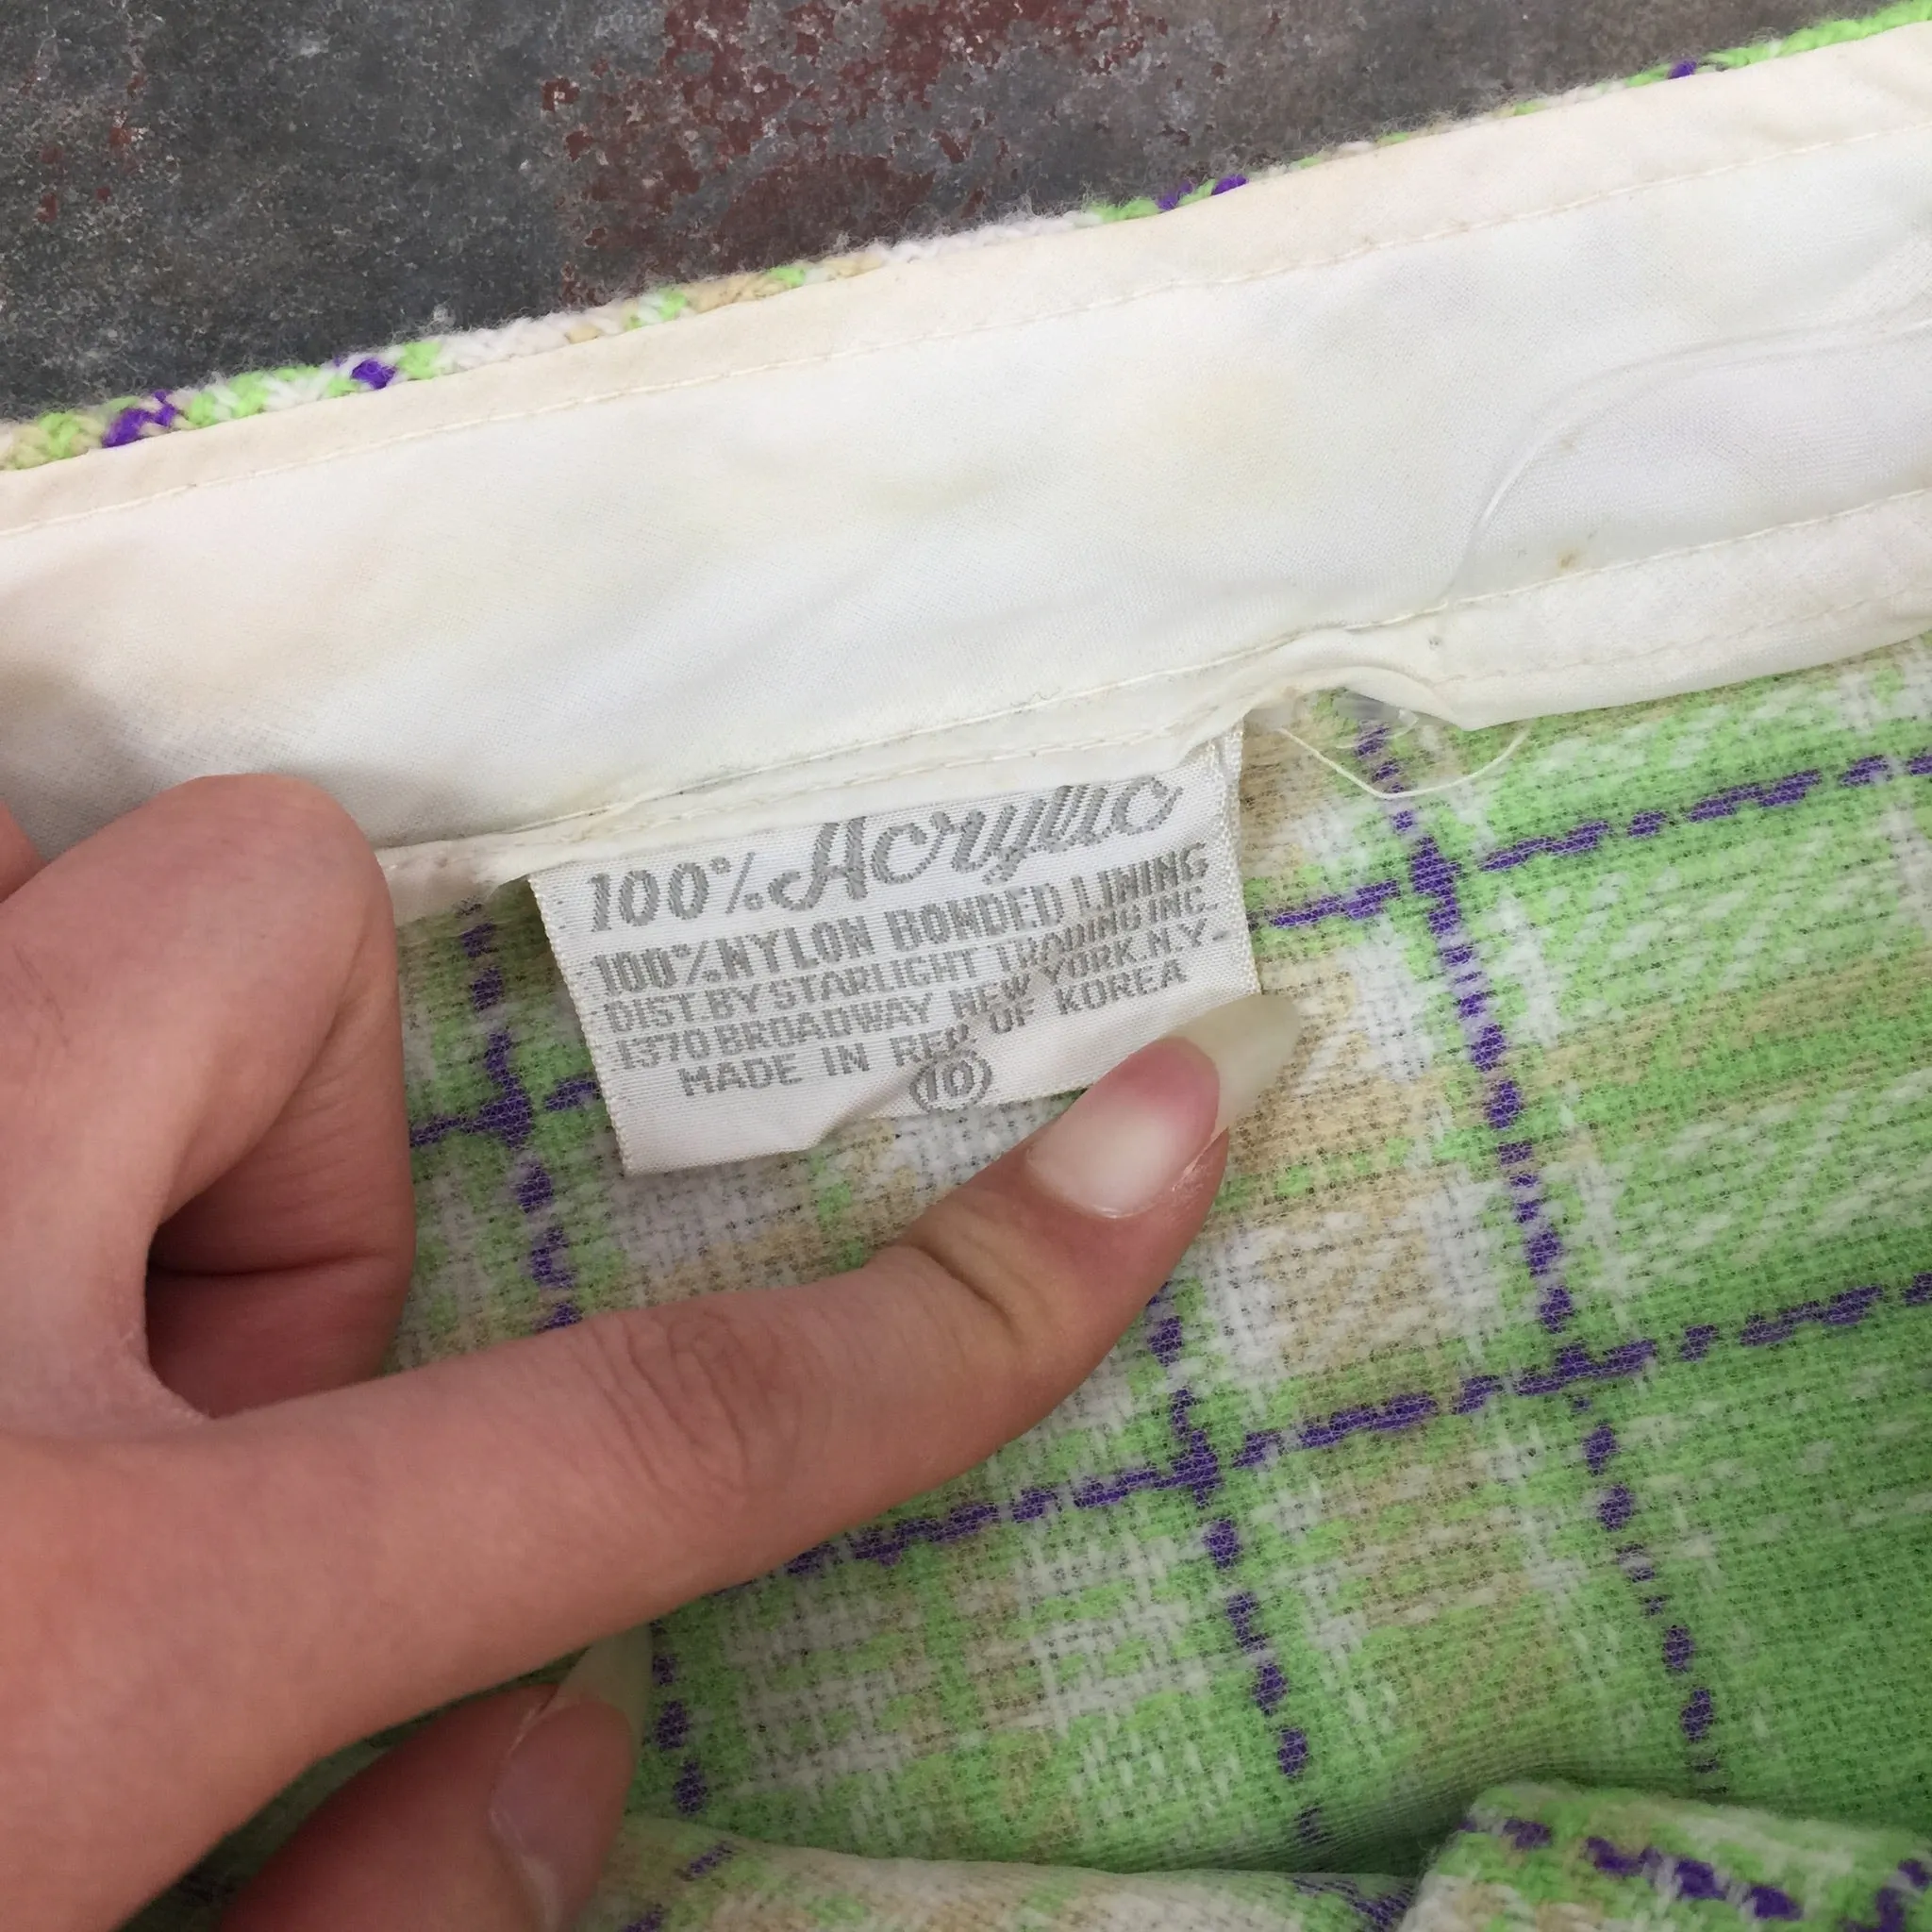 100% Acrylic
100% NYLON BONDED LINING
DIST. BY STARLIGHT TRADING INC.
1370 BROADWAY NEW YORK. N.Y.
MADE IN REP. OF KOREA
10